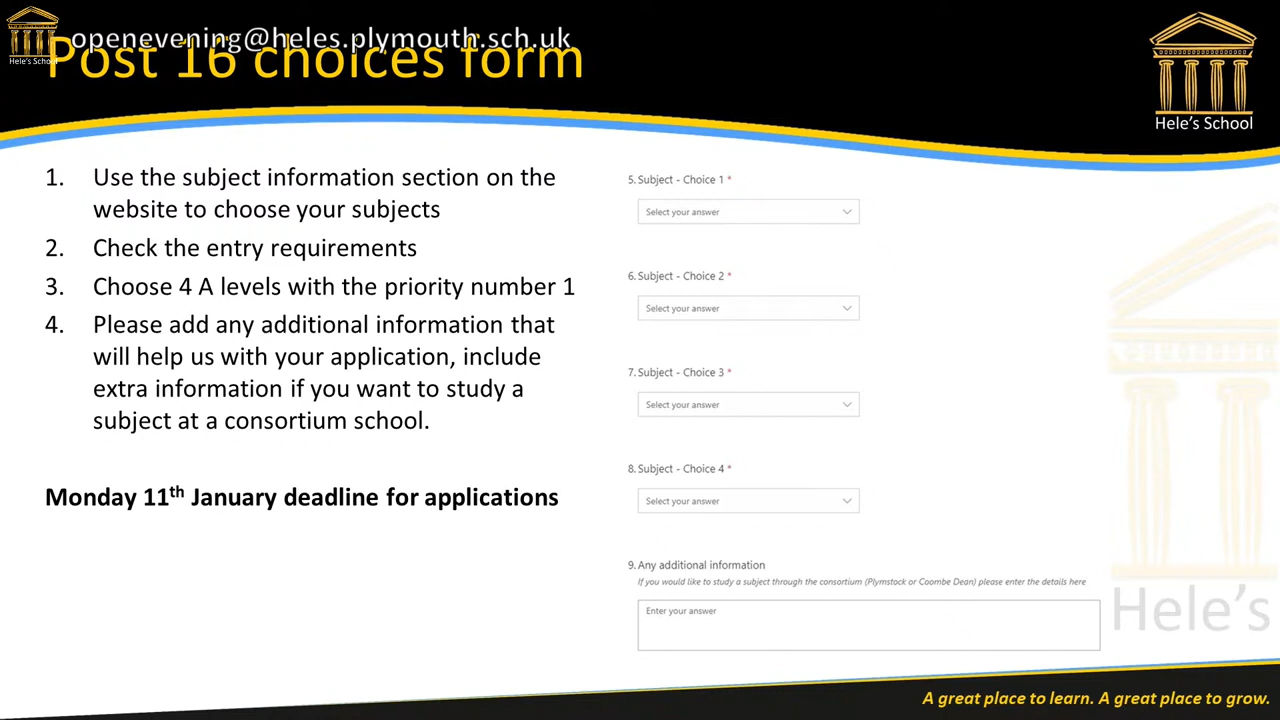 openevening@heles.plymouth.sch.uk
Hele's School
Post 16 choices form
Hele's School
1. Use the subject information section on the
website to choose your subjects
2. Check the entry requirements
3. Choose 4 A levels with the priority number 1
4. Please add any additional information that
will help us with your application, include
extra information if you want to study a
subject at a consortium school.
Monday 11th January deadline for applications
5. Subject - Choice 1 *
Select your answer
6. Subject - Choice 2 *
Select your answer
7. Subject - Choice 3 *
Select your answer
8. Subject - Choice 4 *
Select your answer
9. Any additional information
If you would like to study a subject through the consortium (Plymstock or Coombe Dean) please enter the details here
Enter your answer
Hele's
A great place to learn. A great place to grow.